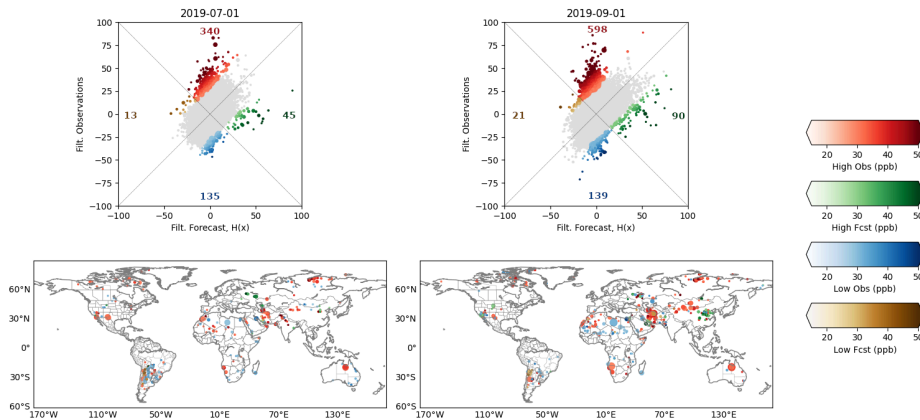 2019-07-01
2019-09-01
100
75
50
25
0
−25
−50
−75
−100
Filt. Observations
340
13
45
135
−100
−50
0
50
100
Filt. Forecast, H(x)
100
75
50
25
0
−25
−50
−75
−100
Filt. Observations
598
21
90
139
−100
−50
0
50
100
Filt. Forecast, H(x)
20 30 40 50
High Obs (ppb)
20 30 40 50
High Fcst (ppb)
20 30 40 50
Low Obs (ppb)
20 30 40 50
Low Fcst (ppb)
60°N
30°N
0°
30°S
60°S
170°W 110°W 50°W 10°E 70°E 130°E
60°N
30°N
0°
30°S
60°S
170°W 110°W 50°W 10°E 70°E 130°E